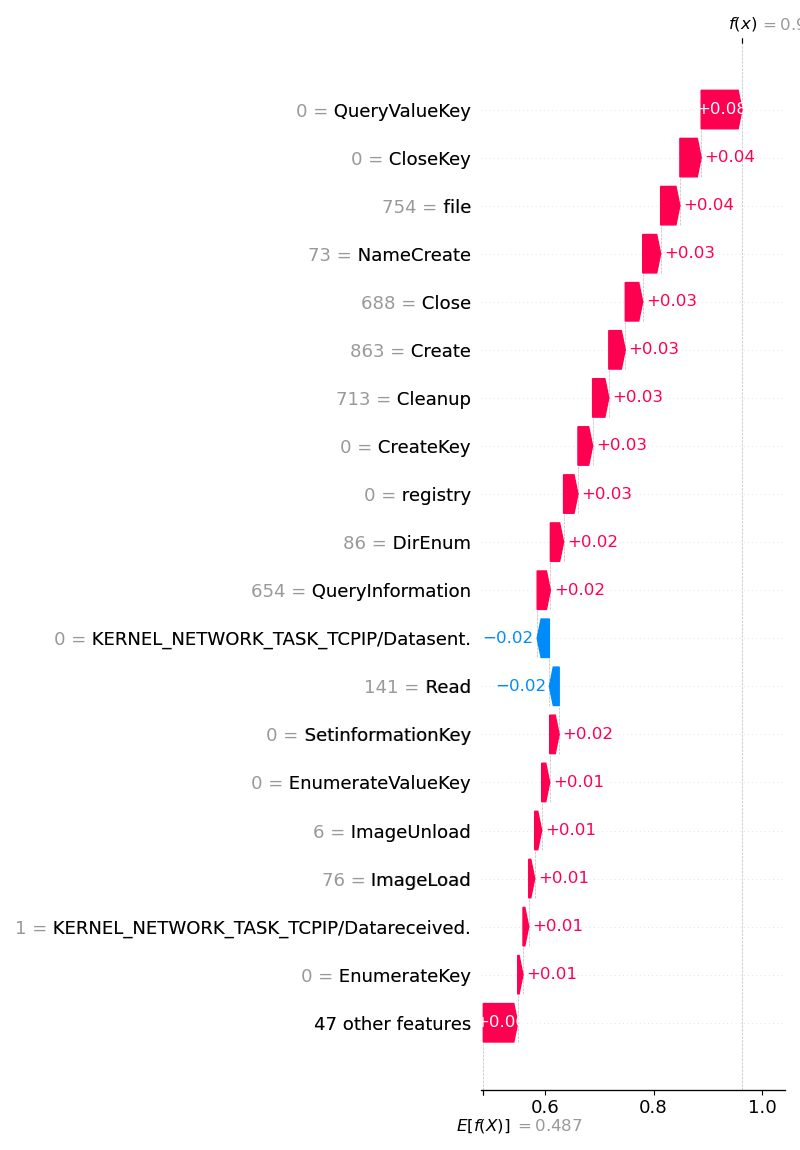 f(x) = 0.9
0 = QueryValueKey +0.08
0 = CloseKey +0.04
754 = file +0.04
73 = NameCreate +0.03
688 = Close +0.03
863 = Create +0.03
713 = Cleanup +0.03
0 = CreateKey +0.03
0 = registry +0.03
86 = DirEnum +0.02
654 = QueryInformation +0.02
0 = KERNEL_NETWORK_TASK_TCPIP/Datasent. −0.02
141 = Read −0.02
0 = SetinformationKey +0.02
0 = EnumerateValueKey +0.01
6 = ImageUnload +0.01
76 = ImageLoad +0.01
1 = KERNEL_NETWORK_TASK_TCPIP/Datareceived. +0.01
0 = EnumerateKey +0.01
47 other features
0.6 0.8 1.0
E[f(X)] = 0.487